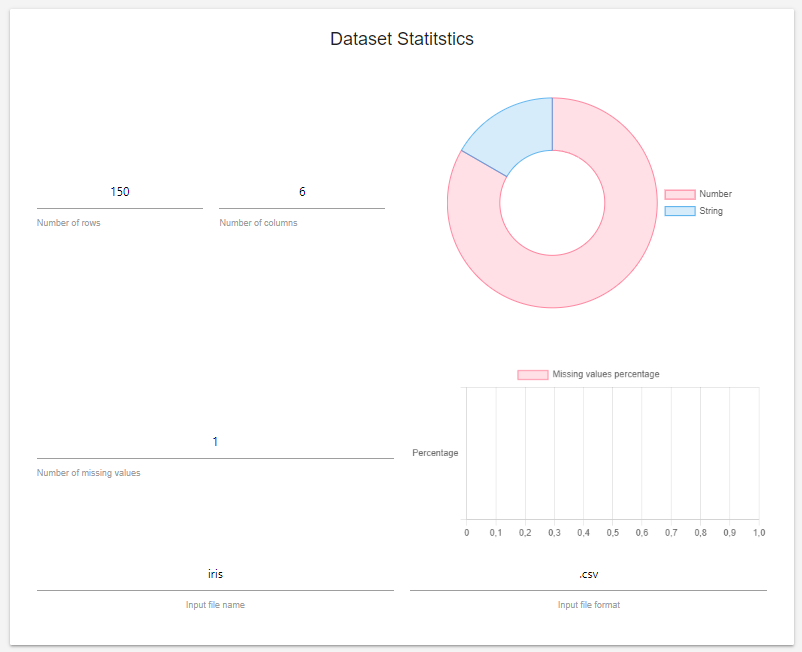 Dataset Statitstics
150
6
Number of rows
Number of columns
Number
String
Missing values percentage
1
Number of missing values
Percentage
0 0,1 0,2 0,3 0,4 0,5 0,6 0,7 0,8 0,9 1,0
iris
.csv
Input file name
Input file format